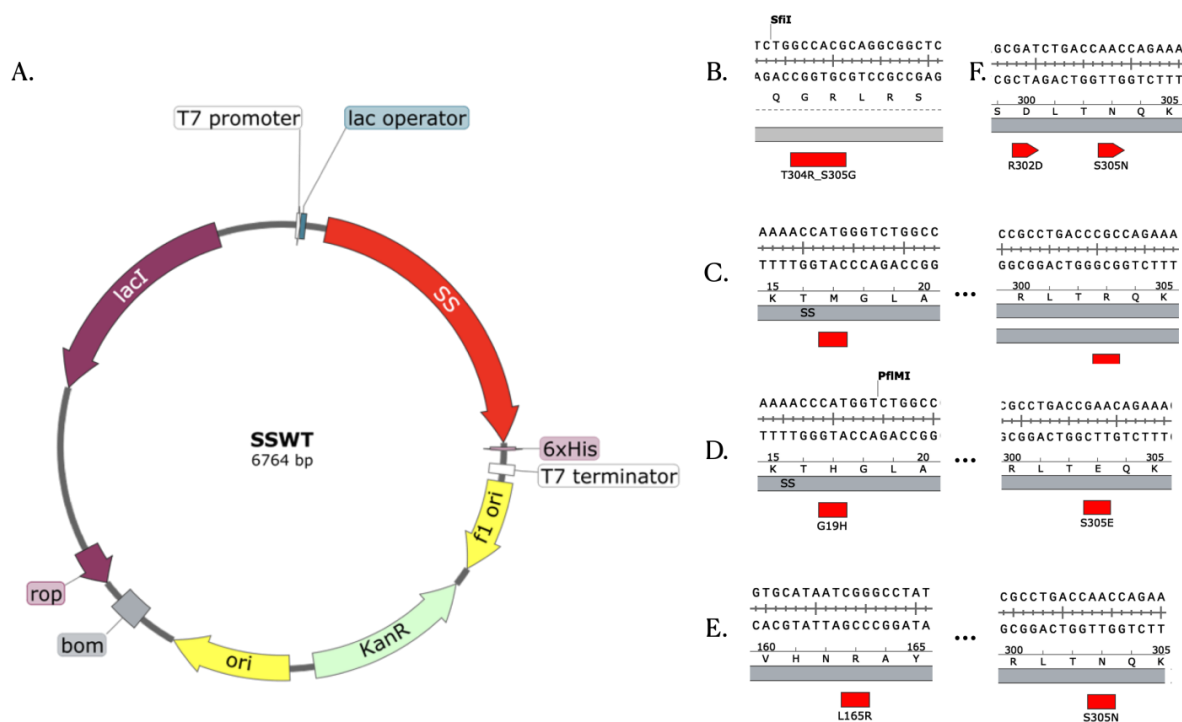 A.
T7 promoter
lac operator
lacI
SS
SSWT
6764 bp
6xHis
T7 terminator
f1 ori
KanR
ori
bom
rop
B.
SfiI
TCTGGCCACGCAGGCGGCTC
AGACCGGTGCGTCCGCCGAG
Q G R L R S
T304R_S305G
F.
GCGATCTGACCAACCAGAAA
CGCTAGACTGGTTGGTCTTT
300 305
S D L T N Q K
R302D S305N
C.
AAAACCATGGGTCTGGCC
TTTTGGTACCCAGACCGG
15 20
K T M G L A
SS
...
CCGCCTGACCCGCCAGAAA
GGCGGACTGGGCGGTCTTT
300 305
R L T R Q K
D.
PflMI
AAAACCCATGGTCTGGCC
TTTTGGGTACCAGACCGG
15 20
K T H G L A
SS
G19H
...
CGCCTGACCGAACAGAAA
GCGGACTGGCTTGTCTTT
300 305
R L T E Q K
S305E
E.
GTGCATAATCGGGCCTAT
CACGTATTAGCCCGGATA
160 165
V H N R A Y
L165R
...
CGCCTGACCAACCAGAA
GCGGACTGGTTGGTCTT
300 305
R L T N Q K
S305N